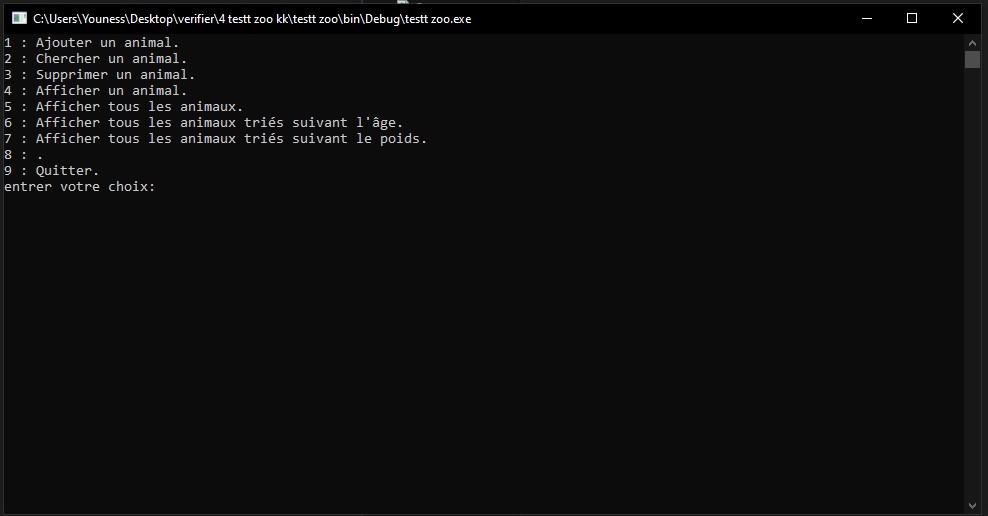 C:\Users\Youness\Desktop\verifier\4 testt zoo kk\testt zoo\bin\Debug\testt zoo.exe
1 : Ajouter un animal.
2 : Chercher un animal.
3 : Supprimer un animal.
4 : Afficher un animal.
5 : Afficher tous les animaux.
6 : Afficher tous les animaux triés suivant l'âge.
7 : Afficher tous les animaux triés suivant le poids.
8 : .
9 : Quitter.
entrer votre choix: